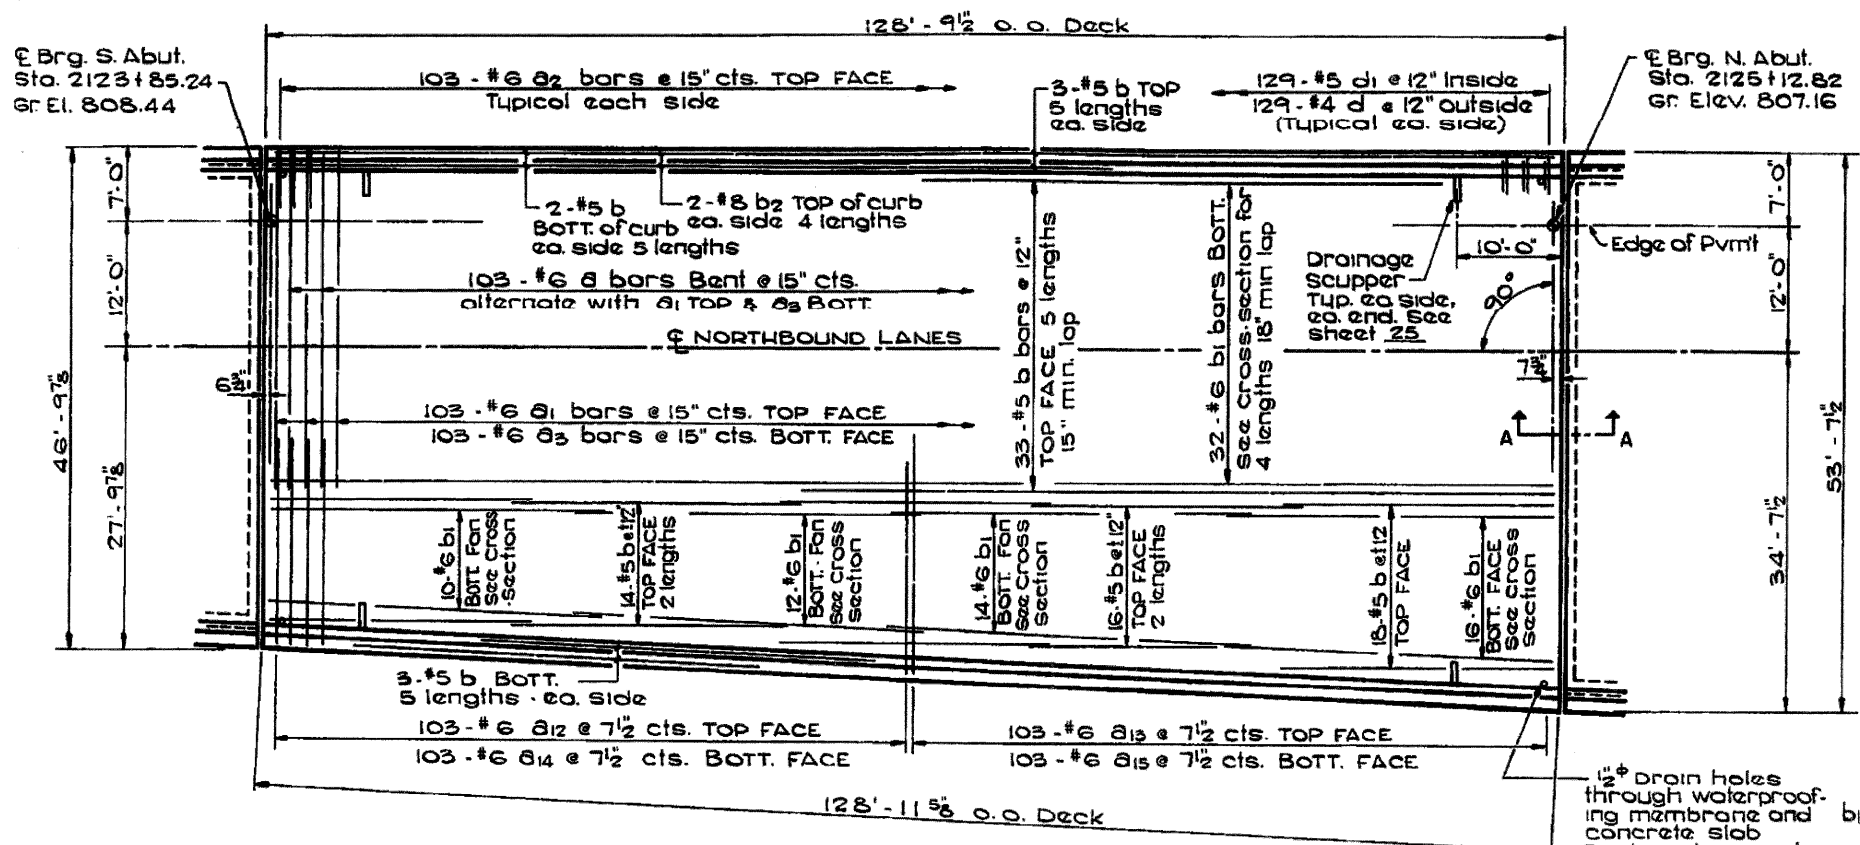 128' - 9½" O. O. Deck
℄ Brg. S. Abut.
Sta. 2123+85.24
Gr. El. 808.44
103 - #6 a2 bars @ 15" cts. TOP FACE
Typical each side
3-#5 b TOP
5 lengths
ea. side
129-#5 d1 @ 12" Inside
129-#4 d @ 12" outside
(Typical ea. side)
℄ Brg. N. Abut.
Sta. 2125+12.82
Gr. Elev. 807.16
7'-0"
12'-0"
27'-9⅞"
46'-9⅞"
2-#5 b
BOTT. of curb
ea. side 5 lengths
2-#8 b2 TOP of curb
ea. side 4 lengths
103 - #6 a bars Bent @ 15" cts.
alternate with a1 TOP & a3 BOTT.
℄ NORTHBOUND LANES
6¾"
103 - #6 a1 bars @ 15" cts. TOP FACE
103 - #6 a3 bars @ 15" cts. BOTT. FACE
33-#5 b bars @ 12"
TOP FACE 5 lengths
15" min. lap
32-#6 b1 bars BOTT.
See cross-section for
4 lengths 18" min lap
Drainage
scupper
Typ. ea side,
ea. end. See
sheet 25
10'-0"
90°
Edge of Pvm't
7¾"
A
A
7'-0"
12'-0"
34'-7½"
53'-7½"
10-#6 b1
BOTT. Fan
See Cross
-section
14-#5 b et 12"
TOP FACE
2 lengths
12-#6 b1
BOTT. Fan
See cross
section
14-#6 b1
BOTT. Fan
See Cross
section
16-#5 b et 12"
TOP FACE
2 lengths
18-#5 b et 12
TOP FACE
16-#6 b1
BOTT. FACE
See cross
section
3-#5 b BOTT.
5 lengths - ea. side
103 - #6 a12 @ 7½" cts. TOP FACE
103 - #6 a14 @ 7½" cts. BOTT. FACE
103 - #6 a13 @ 7½" cts. TOP FACE
103 - #6 a15 @ 7½" cts. BOTT. FACE
128' - 11⅝" O.O. Deck
1½"ϕ Drain holes
through waterproof-
ing membrane and
concrete slab